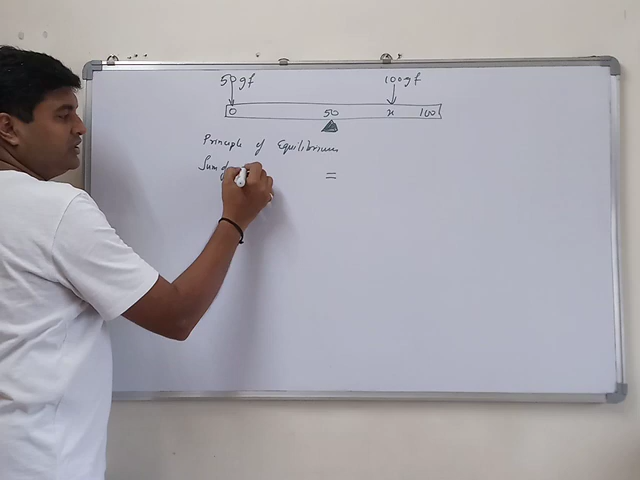 50gf 100gf
0 50 x 100
Principle of Equilibrium
Sum of =